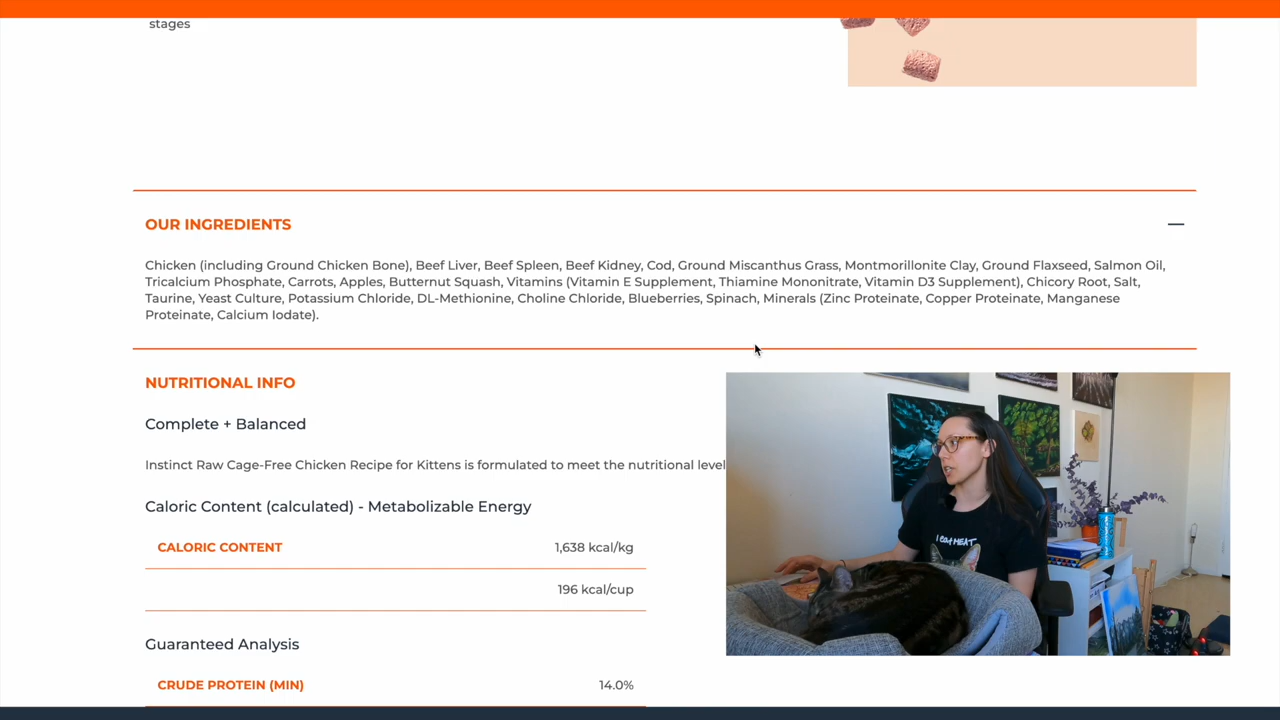 stages
OUR INGREDIENTS
Chicken (including Ground Chicken Bone), Beef Liver, Beef Spleen, Beef Kidney, Cod, Ground Miscanthus Grass, Montmorillonite Clay, Ground Flaxseed, Salmon Oil,
Tricalcium Phosphate, Carrots, Apples, Butternut Squash, Vitamins (Vitamin E Supplement, Thiamine Mononitrate, Vitamin D3 Supplement), Chicory Root, Salt,
Taurine, Yeast Culture, Potassium Chloride, DL-Methionine, Choline Chloride, Blueberries, Spinach, Minerals (Zinc Proteinate, Copper Proteinate, Manganese
Proteinate, Calcium Iodate).
NUTRITIONAL INFO
Complete + Balanced
Instinct Raw Cage-Free Chicken Recipe for Kittens is formulated to meet the nutritional level
Caloric Content (calculated) - Metabolizable Energy
CALORIC CONTENT 1,638 kcal/kg
196 kcal/cup
Guaranteed Analysis
CRUDE PROTEIN (MIN) 14.0%
I eat MEAT